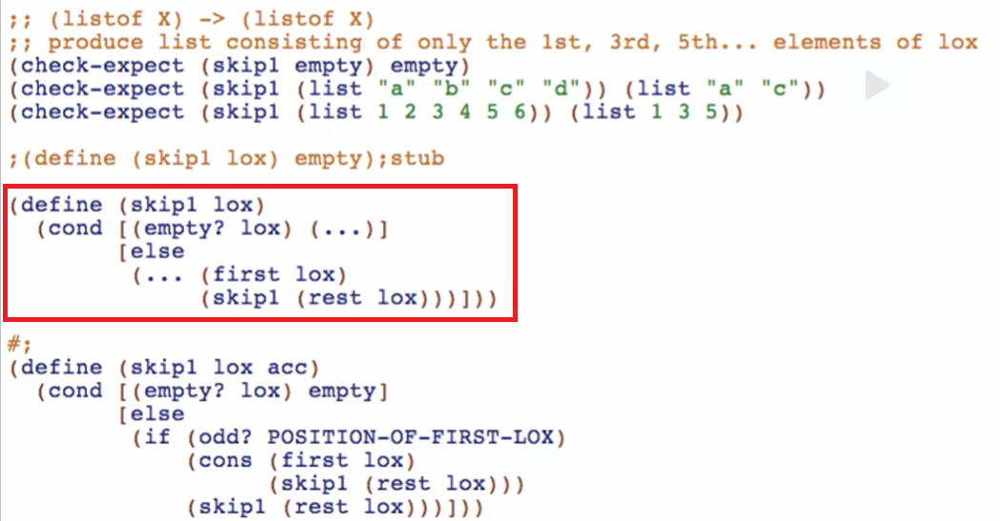 ;; (listof X) -> (listof X)
;; produce list consisting of only the 1st, 3rd, 5th... elements of lox
(check-expect (skip1 empty) empty)
(check-expect (skip1 (list "a" "b" "c" "d")) (list "a" "c"))
(check-expect (skip1 (list 1 2 3 4 5 6)) (list 1 3 5))

;(define (skip1 lox) empty);stub

(define (skip1 lox)
  (cond [(empty? lox) (...)]
        [else
         (... (first lox)
              (skip1 (rest lox)))]))

#;
(define (skip1 lox acc)
  (cond [(empty? lox) empty]
        [else
         (if (odd? POSITION-OF-FIRST-LOX)
             (cons (first lox)
                   (skip1 (rest lox)))
             (skip1 (rest lox)))]))